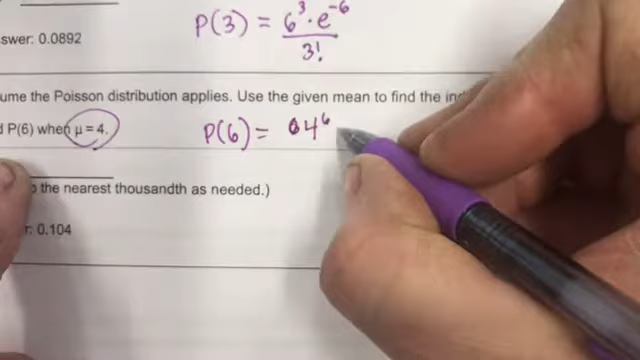 P(3) = 6³ · e⁻⁶
3!
swer: 0.0892
ume the Poisson distribution applies. Use the given mean to find the
P(6) when μ = 4.
P(6) = 4⁶
the nearest thousandth as needed.)
r: 0.104